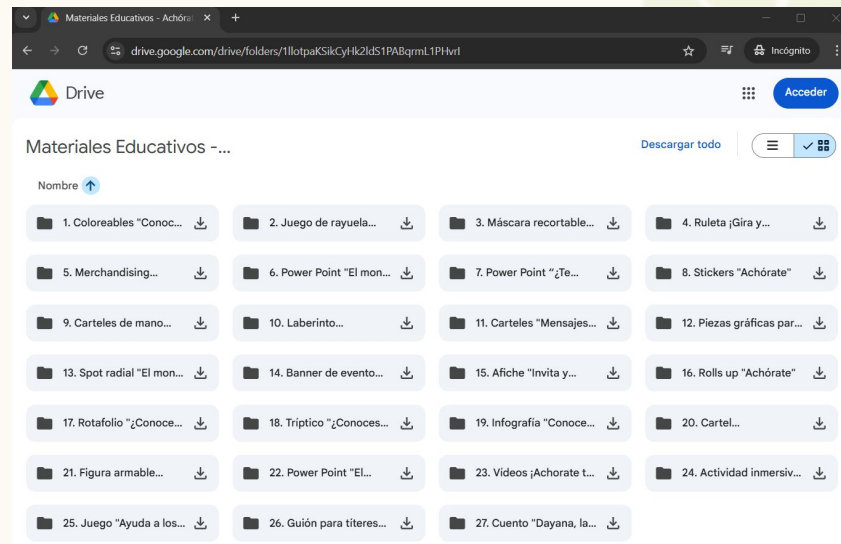 Materiales Educativos - Achórat
drive.google.com/drive/folders/1llotpaKSikCyHk2ldS1PABqrmL1PHvrl
Incógnito
Drive
Acceder
Materiales Educativos -...
Descargar todo
Nombre
1. Coloreables "Conoc...
2. Juego de rayuela...
3. Máscara recortable...
4. Ruleta ¡Gira y...
5. Merchandising...
6. Power Point "El mon...
7. Power Point “¿Te...
8. Stickers "Achórate"
9. Carteles de mano...
10. Laberinto...
11. Carteles "Mensajes...
12. Piezas gráficas par...
13. Spot radial "El mon...
14. Banner de evento...
15. Afiche "Invita y...
16. Rolls up "Achórate"
17. Rotafolio "¿Conoce...
18. Tríptico "¿Conoces...
19. Infografía "Conoce...
20. Cartel...
21. Figura armable...
22. Power Point "El...
23. Vídeos ¡Achorate t...
24. Actividad inmersiv...
25. Juego "Ayuda a los...
26. Guión para títeres...
27. Cuento "Dayana, la...